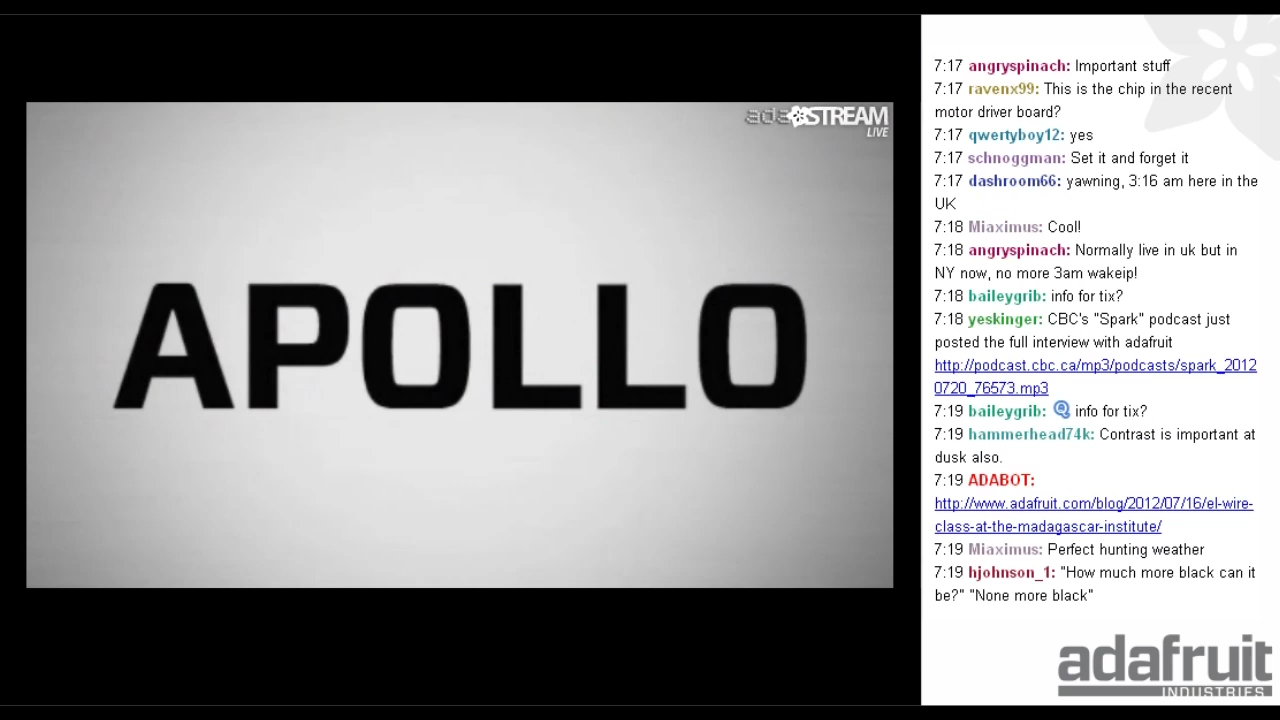 adaSTREAM
LIVE
APOLLO
7:17 angryspinach: Important stuff
7:17 ravenx99: This is the chip in the recent
motor driver board?
7:17 qwertyboy12: yes
7:17 schnoggman: Set it and forget it
7:17 dashroom66: yawning, 3:16 am here in the
UK
7:18 Miaximus: Cool!
7:18 angryspinach: Normally live in uk but in
NY now, no more 3am wakeip!
7:18 baileygrib: info for tix?
7:18 yeskinger: CBC's "Spark" podcast just
posted the full interview with adafruit
http://podcast.cbc.ca/mp3/podcasts/spark_2012
0720_76573.mp3
7:19 baileygrib: info for tix?
7:19 hammerhead74k: Contrast is important at
dusk also.
7:19 ADABOT:
http://www.adafruit.com/blog/2012/07/16/el-wire-
class-at-the-madagascar-institute/
7:19 Miaximus: Perfect hunting weather
7:19 hjohnson_1: "How much more black can it
be?" "None more black"
adafruit
INDUSTRIES